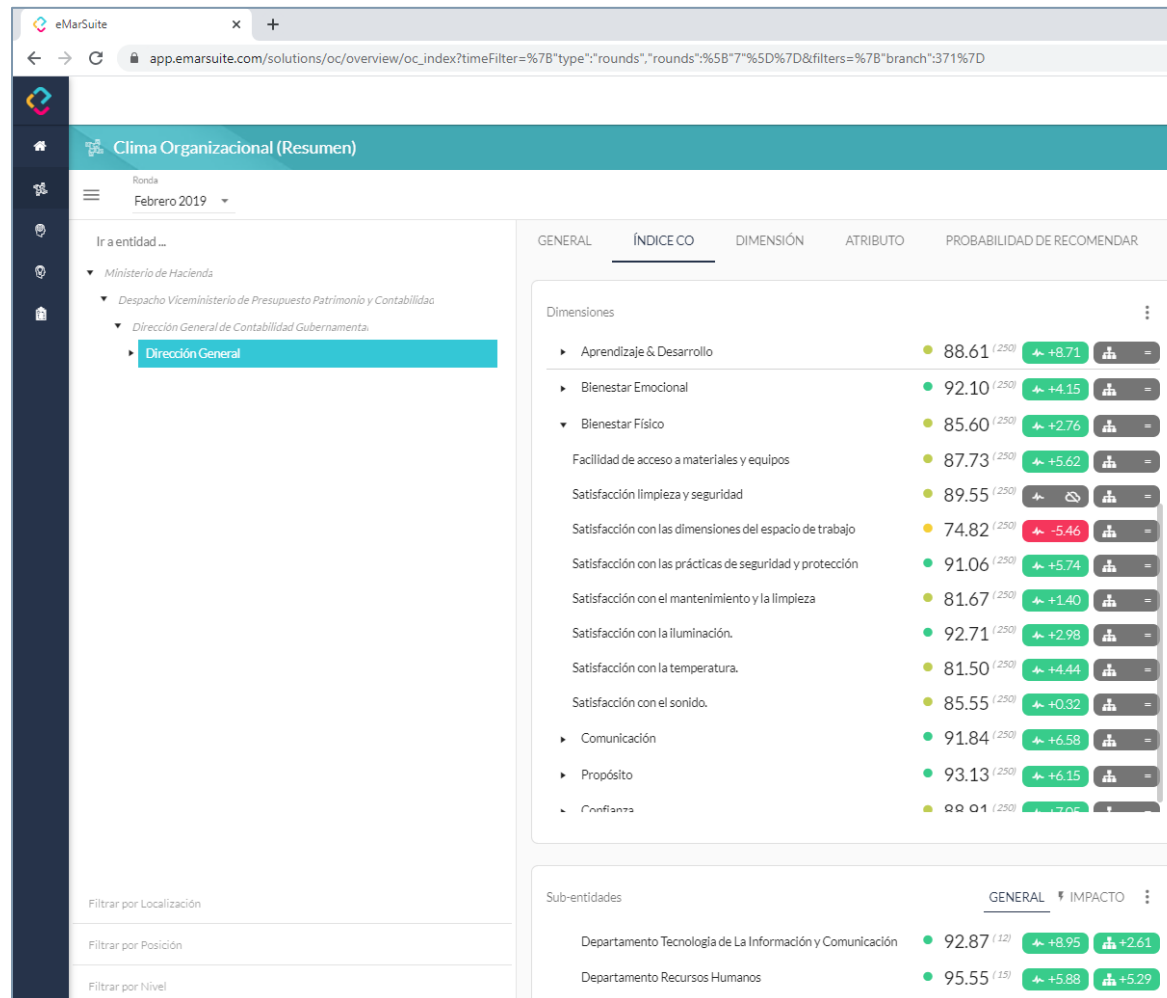 eMarSuite
app.emarsuite.com/solutions/oc/overview/oc_index?timeFilter=%7B"type":"rounds","rounds":%5B"7"%5D%7D&filters=%7B"branch":371%7D
Clima Organizacional (Resumen)
Ronda
Febrero 2019
Ir a entidad ...
Ministerio de Hacienda
Despacho Viceministerio de Presupuesto Patrimonio y Contabilidad
Dirección General de Contabilidad Gubernamental
Dirección General
GENERAL ÍNDICE CO DIMENSIÓN ATRIBUTO PROBABILIDAD DE RECOMENDAR
Dimensiones
Aprendizaje & Desarrollo 88.61 (250) +8.71 =
Bienestar Emocional 92.10 (250) +4.15 =
Bienestar Físico 85.60 (250) +2.76 =
Facilidad de acceso a materiales y equipos 87.73 (250) +5.62 =
Satisfacción limpieza y seguridad 89.55 (250) =
Satisfacción con las dimensiones del espacio de trabajo 74.82 (250) -5.46 =
Satisfacción con las prácticas de seguridad y protección 91.06 (250) +5.74 =
Satisfacción con el mantenimiento y la limpieza 81.67 (250) +1.40 =
Satisfacción con la iluminación. 92.71 (250) +2.98 =
Satisfacción con la temperatura. 81.50 (250) +4.44 =
Satisfacción con el sonido. 85.55 (250) +0.32 =
Comunicación 91.84 (250) +6.58 =
Propósito 93.13 (250) +6.15 =
Confianza 88.91 (250) +7.05
Sub-entidades GENERAL IMPACTO
Departamento Tecnologia de La Información y Comunicación 92.87 (12) +8.95 +2.61
Departamento Recursos Humanos 95.55 (15) +5.88 +5.29
Filtrar por Localización
Filtrar por Posición
Filtrar por Nivel